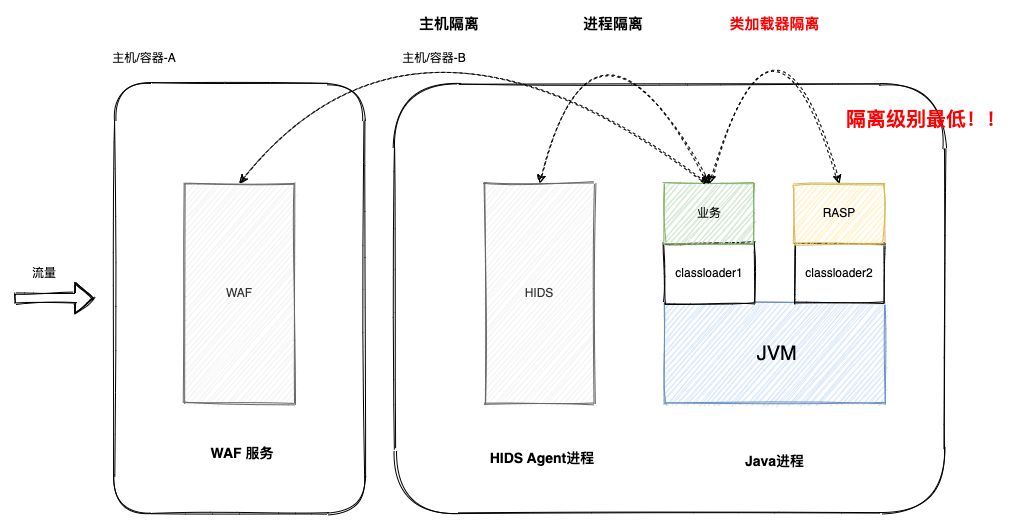 主机隔离
进程隔离
类加载器隔离
主机/容器-A
主机/容器-B
隔离级别最低！！
业务
RASP
流量
classloader1
classloader2
WAF
HIDS
JVM
WAF 服务
HIDS Agent进程
Java进程